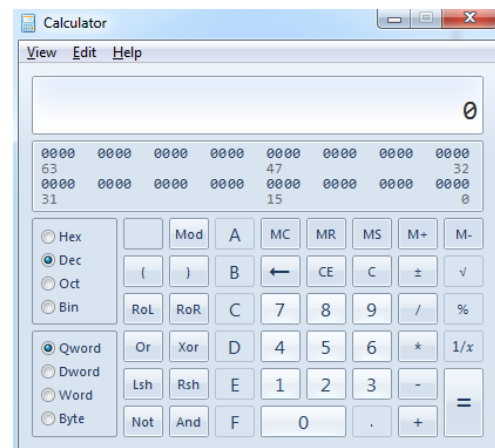 Calculator
View Edit Help
0
0000 0000 0000 0000 0000 0000 0000 0000
63 47 32
0000 0000 0000 0000 0000 0000 0000 0000
31 15 0
Hex Mod A MC MR MS M+ M-
Dec ( ) B ← CE C ± √
Oct
Bin RoL RoR C 7 8 9 / %
Qword Or Xor D 4 5 6 * 1/x
Dword Lsh Rsh E 1 2 3 - =
Word
Byte Not And F 0 . +